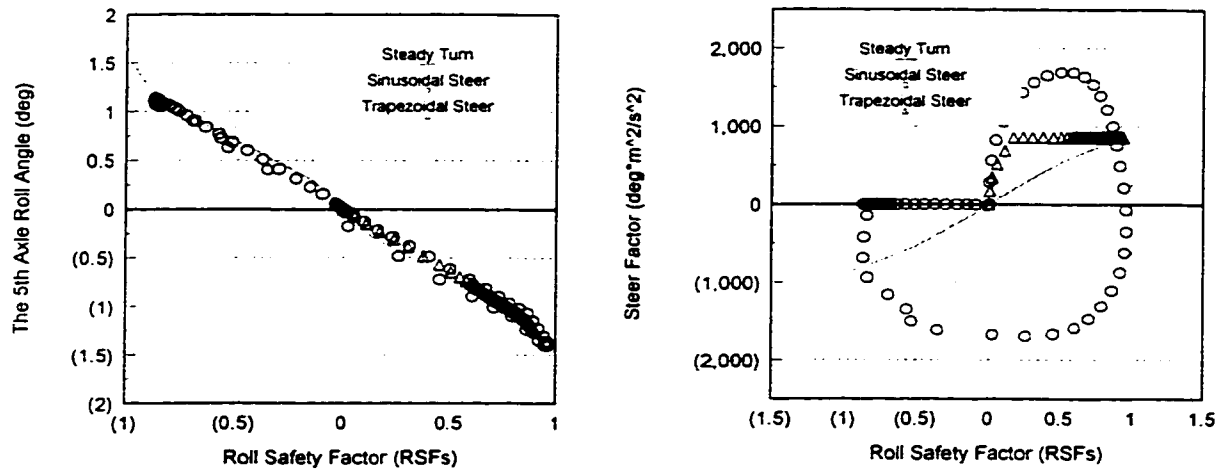 2
1.5
1
0.5
0
(0.5)
(1)
(1.5)
(2)
The 5th Axle Roll Angle (deg)
Steady Turn
Sinusoidal Steer
Trapezoidal Steer
(1) (0.5) 0 0.5 1
Roll Safety Factor (RSFs)
2,000
1,000
0
(1,000)
(2,000)
Steer Factor (deg*m^2/s^2)
Steady Turn
Sinusoidal Steer
Trapezoidal Steer
(1.5) (1) (0.5) 0 0.5 1 1.5
Roll Safety Factor (RSFs)